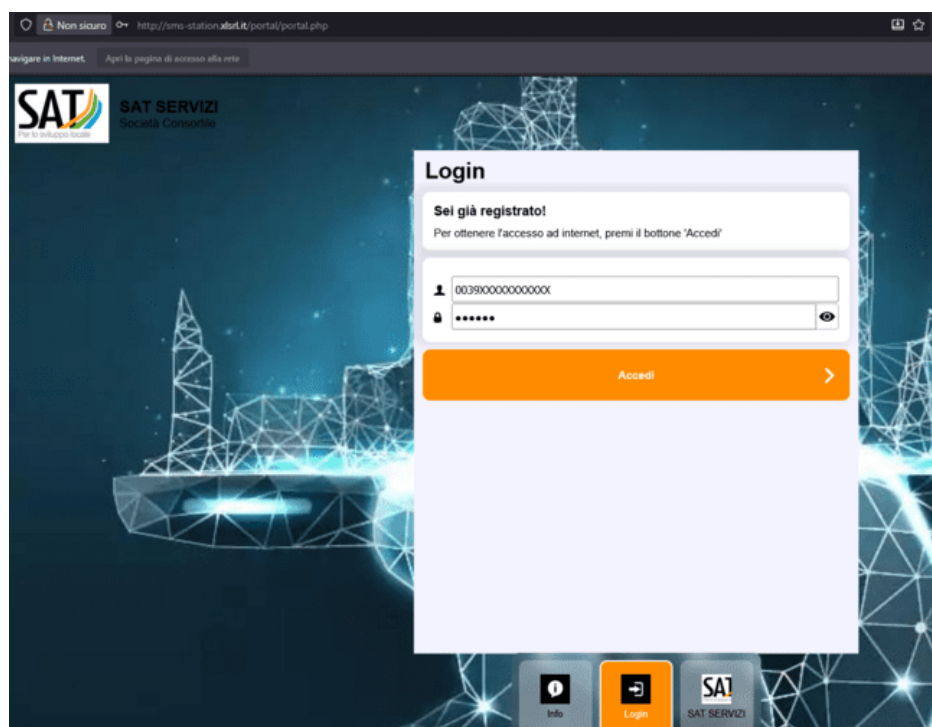 Non sicuro
http://sms-station.xlsrl.it/portal/portal.php
navigare in Internet.
Apri la pagina di accesso alla rete
SAT
Per lo sviluppo locale
SAT SERVIZI
Società Consortile
Login
Sei già registrato!
Per ottenere l'accesso ad internet, premi il bottone 'Accedi'
0039XXXXXXXXXX
••••••
Accedi
Info
Login
SAT
SAT SERVIZI